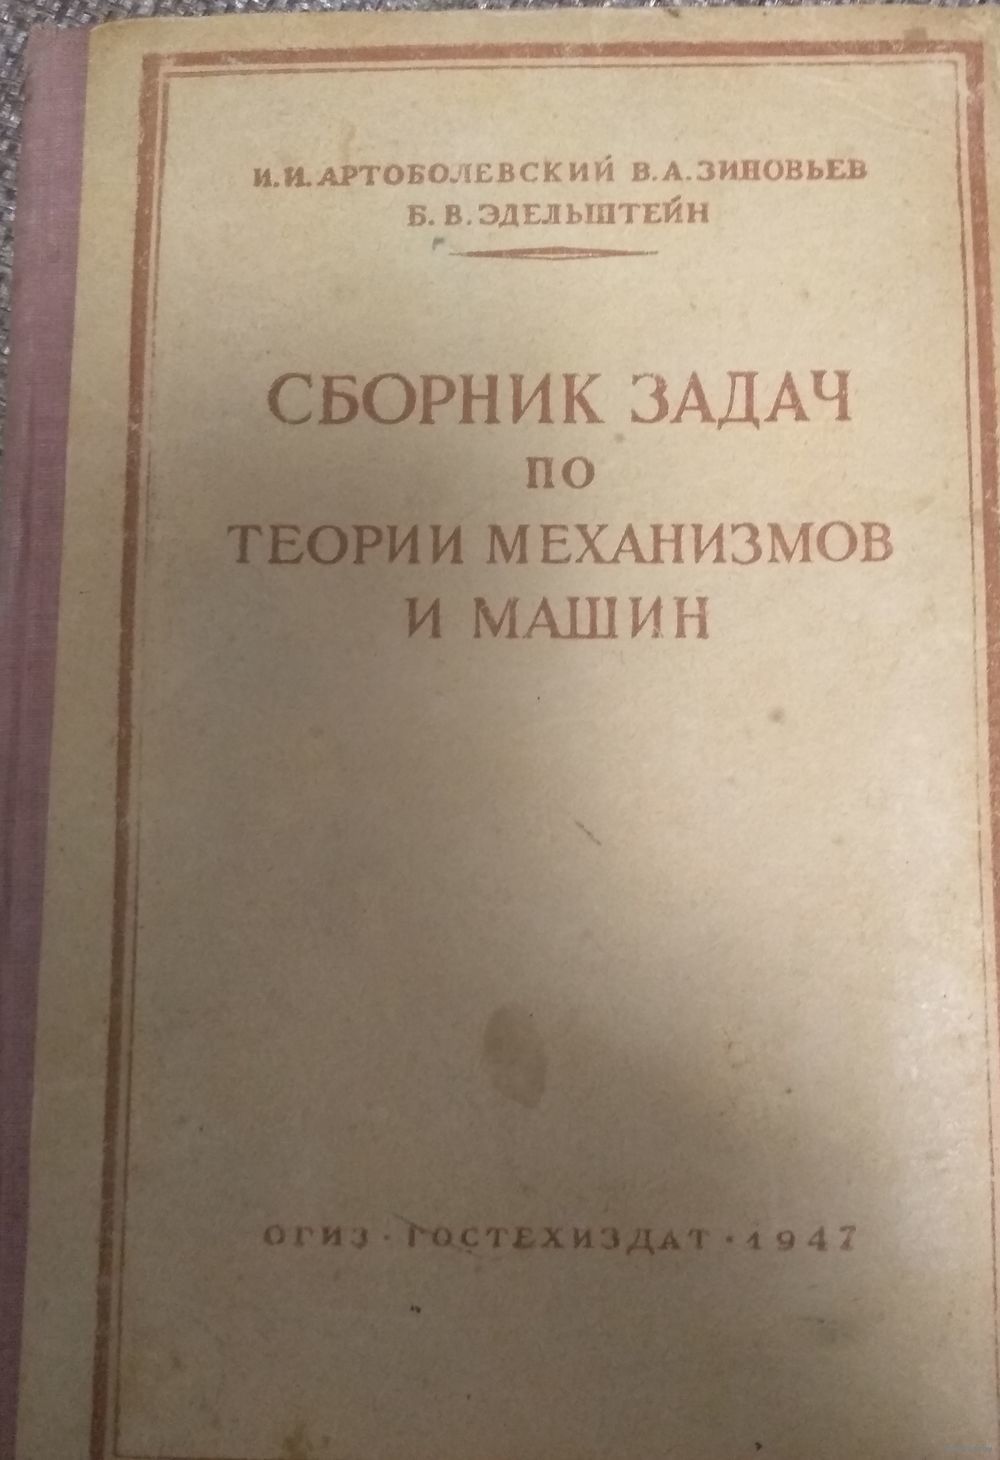 И.И.АРТОБОЛЕВСКИЙ В.А.ЗИНОВЬЕВ
Б.В.ЭДЕЛЬШТЕЙН
СБОРНИК ЗАДАЧ
ПО
ТЕОРИИ МЕХАНИЗМОВ
И МАШИН
ОГИЗ · ГОСТЕХИЗДАТ · 1947